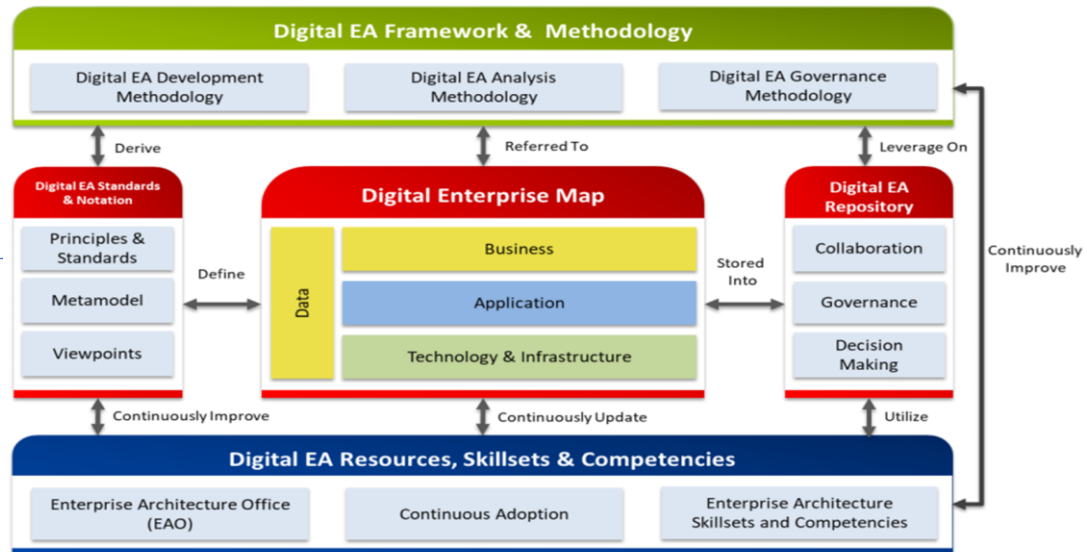 Digital EA Framework & Methodology
Digital EA Development
Methodology
Digital EA Analysis
Methodology
Digital EA Governance
Methodology
Derive
Referred To
Leverage On
Digital EA Standards
& Notation
Principles &
Standards
Metamodel
Viewpoints
Define
Digital Enterprise Map
Data
Business
Application
Technology & Infrastructure
Stored
Into
Digital EA
Repository
Collaboration
Governance
Decision
Making
Continuously
Improve
Continuously Improve
Continuously Update
Utilize
Digital EA Resources, Skillsets & Competencies
Enterprise Architecture Office
(EAO)
Continuous Adoption
Enterprise Architecture
Skillsets and Competencies